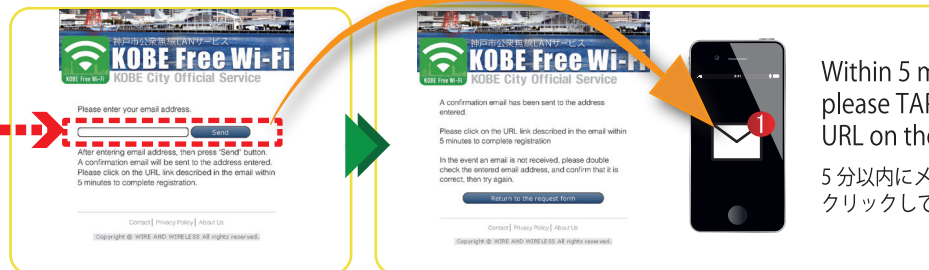 神戸市公衆無線LANサービス
KOBE Free Wi-Fi
KOBE Free Wi-Fi
KOBE City Official Service
Please enter your email address.
Send
After entering email address, then press "Send" button.
A confirmation email will be sent to the address entered.
Please click on the URL link described in the email within
5 minutes to complete registration.
Contact | Privacy Policy | About Us
Copyright © WIRE AND WIRELESS All rights reserved.
神戸市公衆無線LANサービス
KOBE Free Wi-Fi
KOBE Free Wi-Fi
KOBE City Official Service
A confirmation email has been sent to the address
entered.
Please click on the URL link described in the email within
5 minutes to complete registration
In the event an email is not received, please double
check the entered email address, and confirm that it is
correct, then try again.
Return to the request form
Contact | Privacy Policy | About Us
Copyright © WIRE AND WIRELESS All rights reserved.
1
Within 5 m
please TAP
URL on the
5 分以内にメ
クリックして